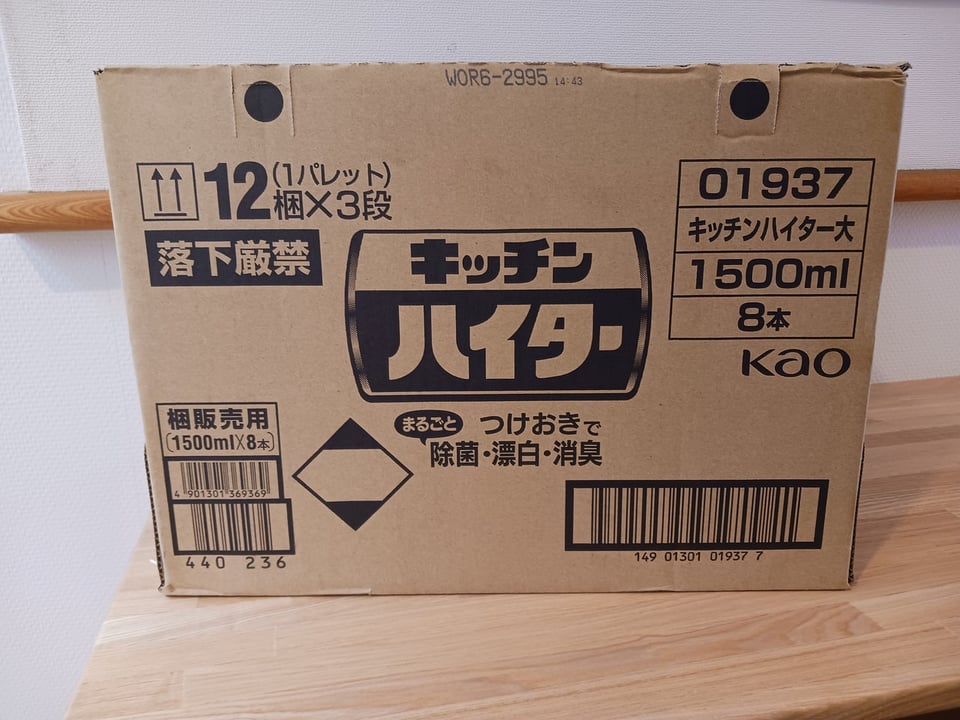 WOR6-2995 14:43
12(1パレット)
梱×3段
落下厳禁
キッチン
ハイター
01937
キッチンハイター大
1500ml
8本
Kao
まるごと つけおきで
除菌・漂白・消臭
梱販売用
(1500ml×8本)
4 901301 369369
440 236
149 01301 01937 7